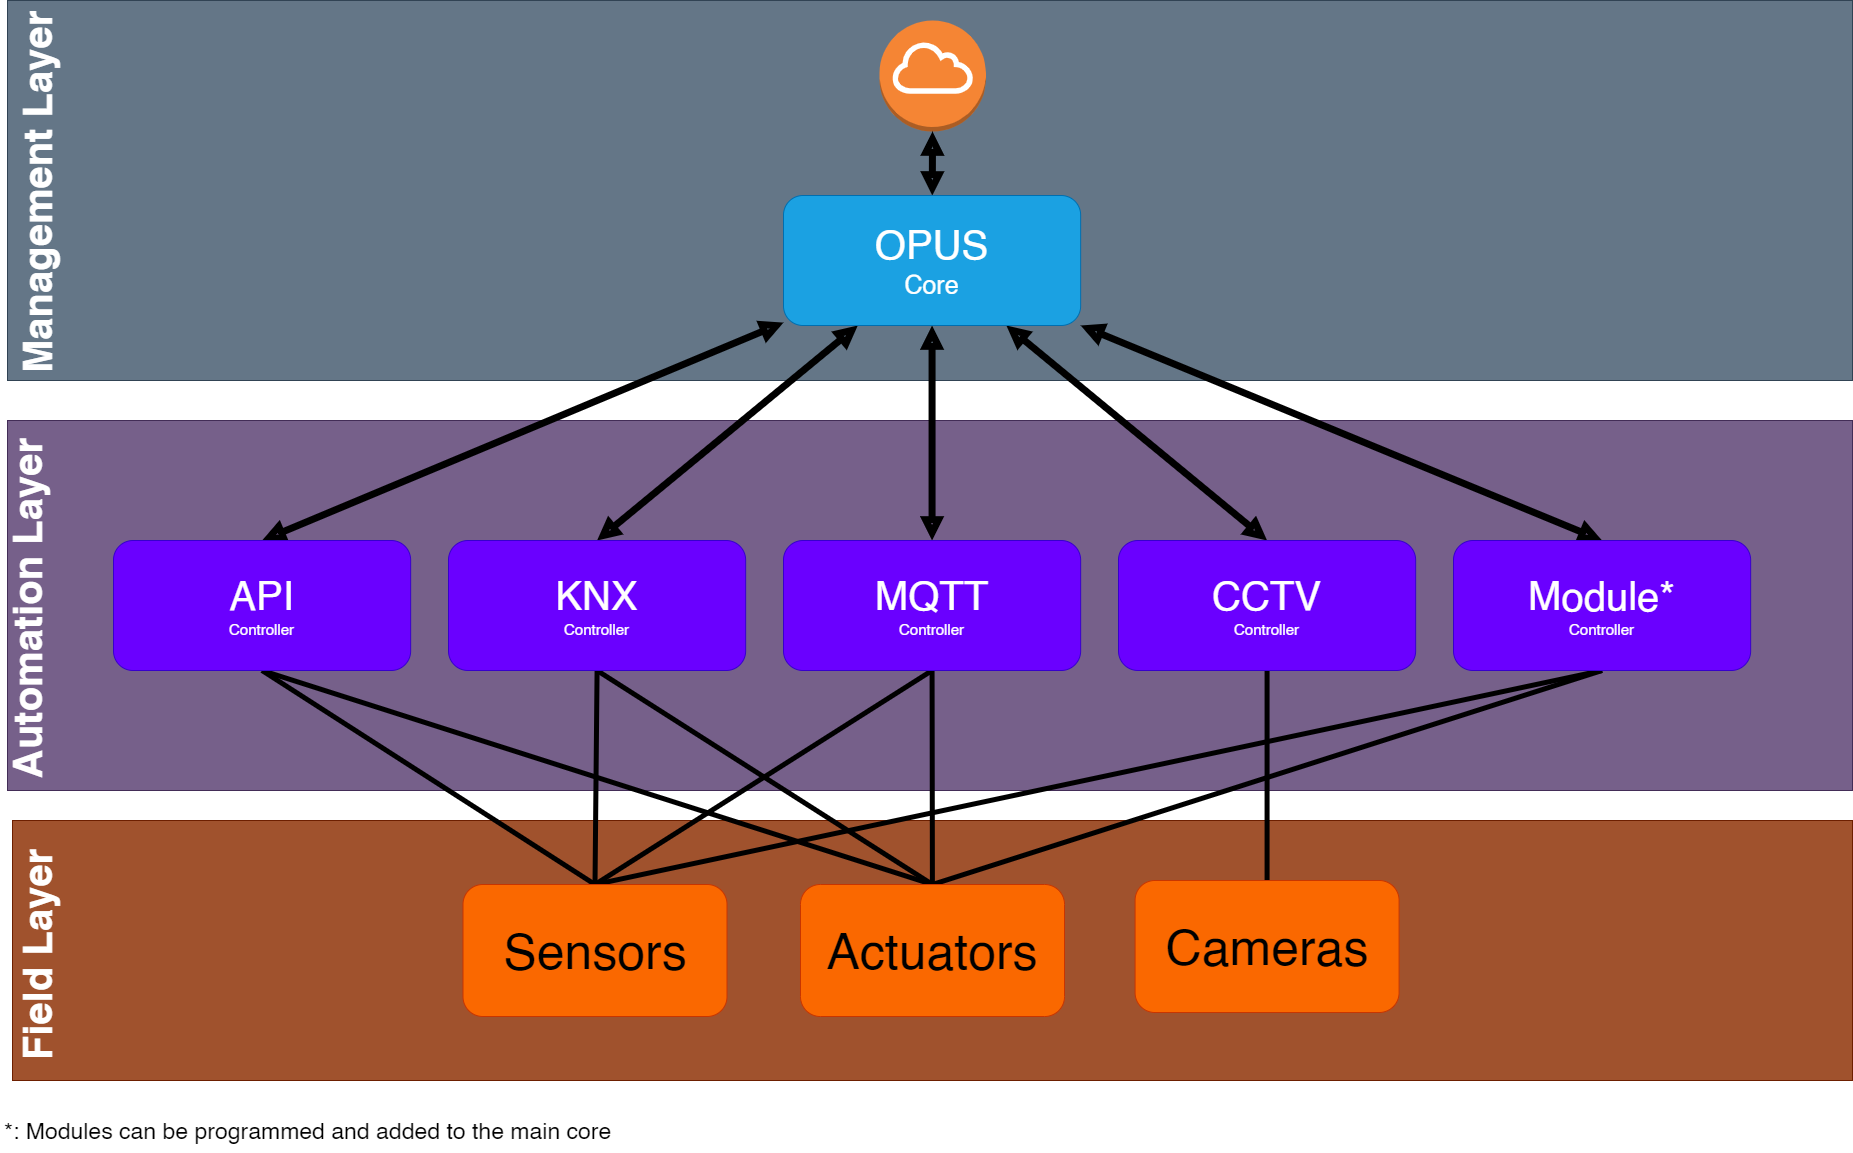 Management Layer
OPUS
Core
Automation Layer
API
Controller
KNX
Controller
MQTT
Controller
CCTV
Controller
Module*
Controller
Field Layer
Sensors
Actuators
Cameras
*: Modules can be programmed and added to the main core